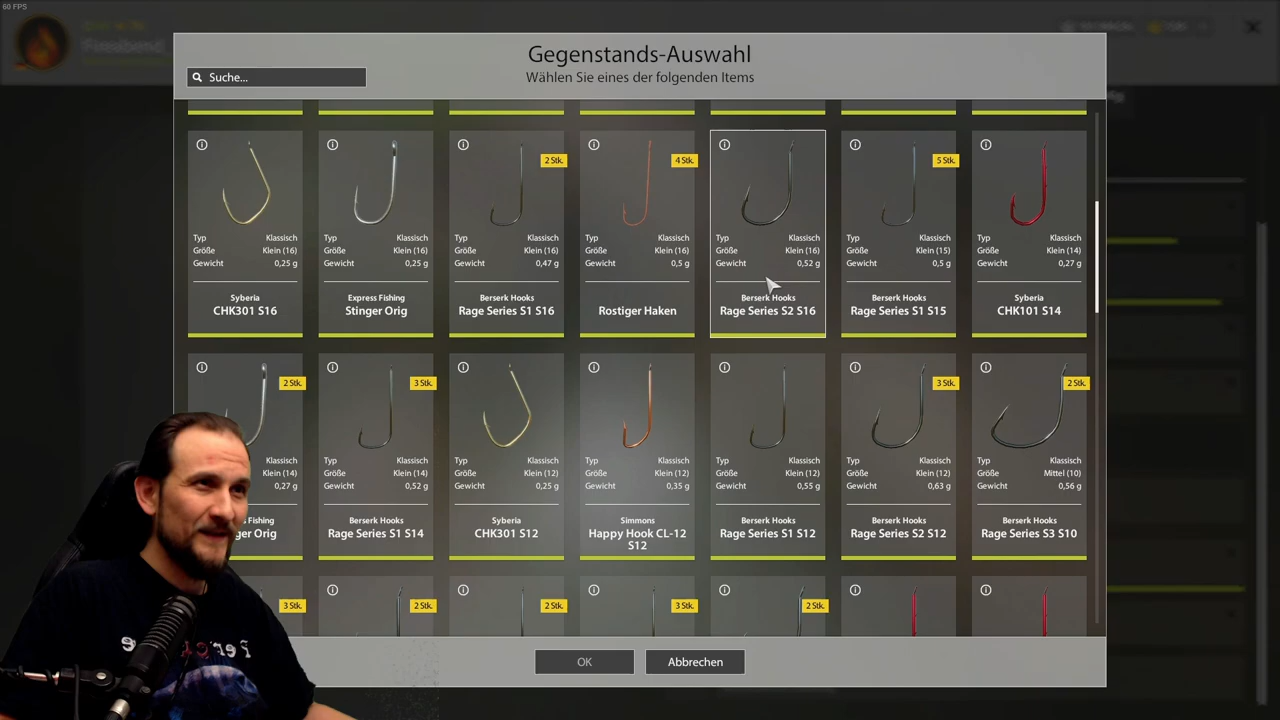 60 FPS
Feierabend
Gegenstands-Auswahl
Suche...
Wählen Sie eines der folgenden Items
Typ Klassisch
Größe Klein (16)
Gewicht 0,25 g
Syberia
CHK301 S16
Typ Klassisch
Größe Klein (16)
Gewicht 0,25 g
Express Fishing
Stinger Orig
2 Stk.
Typ Klassisch
Größe Klein (16)
Gewicht 0,47 g
Berserk Hooks
Rage Series S1 S16
4 Stk.
Typ Klassisch
Größe Klein (16)
Gewicht 0,5 g
Rostiger Haken
Typ Klassisch
Größe Klein (16)
Gewicht 0,52 g
Berserk Hooks
Rage Series S2 S16
5 Stk.
Typ Klassisch
Größe Klein (15)
Gewicht 0,5 g
Berserk Hooks
Rage Series S1 S15
Typ Klassisch
Größe Klein (14)
Gewicht 0,27 g
Syberia
CHK101 S14
2 Stk.
Klassisch
Klein (14)
0,27 g
Fishing
Orig
3 Stk.
Typ Klassisch
Größe Klein (14)
Gewicht 0,52 g
Berserk Hooks
Rage Series S1 S14
Typ Klassisch
Größe Klein (12)
Gewicht 0,25 g
Syberia
CHK301 S12
Typ Klassisch
Größe Klein (12)
Gewicht 0,35 g
Simmons
Happy Hook CL-12
S12
Typ Klassisch
Größe Klein (12)
Gewicht 0,55 g
Berserk Hooks
Rage Series S1 S12
3 Stk.
Typ Klassisch
Größe Klein (12)
Gewicht 0,63 g
Berserk Hooks
Rage Series S2 S12
2 Stk.
Typ Klassisch
Größe Mittel (10)
Gewicht 0,56 g
Berserk Hooks
Rage Series S3 S10
3 Stk.
2 Stk.
2 Stk.
3 Stk.
2 Stk.
OK
Abbrechen